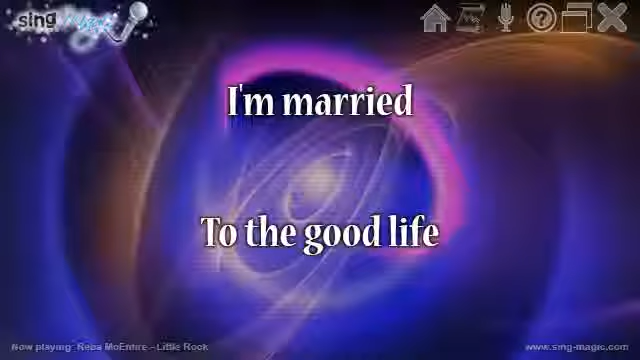 sing Magic
I'm married
To the good life
Now playing: Reba McEntire - Little Rock
www.sing-magic.com